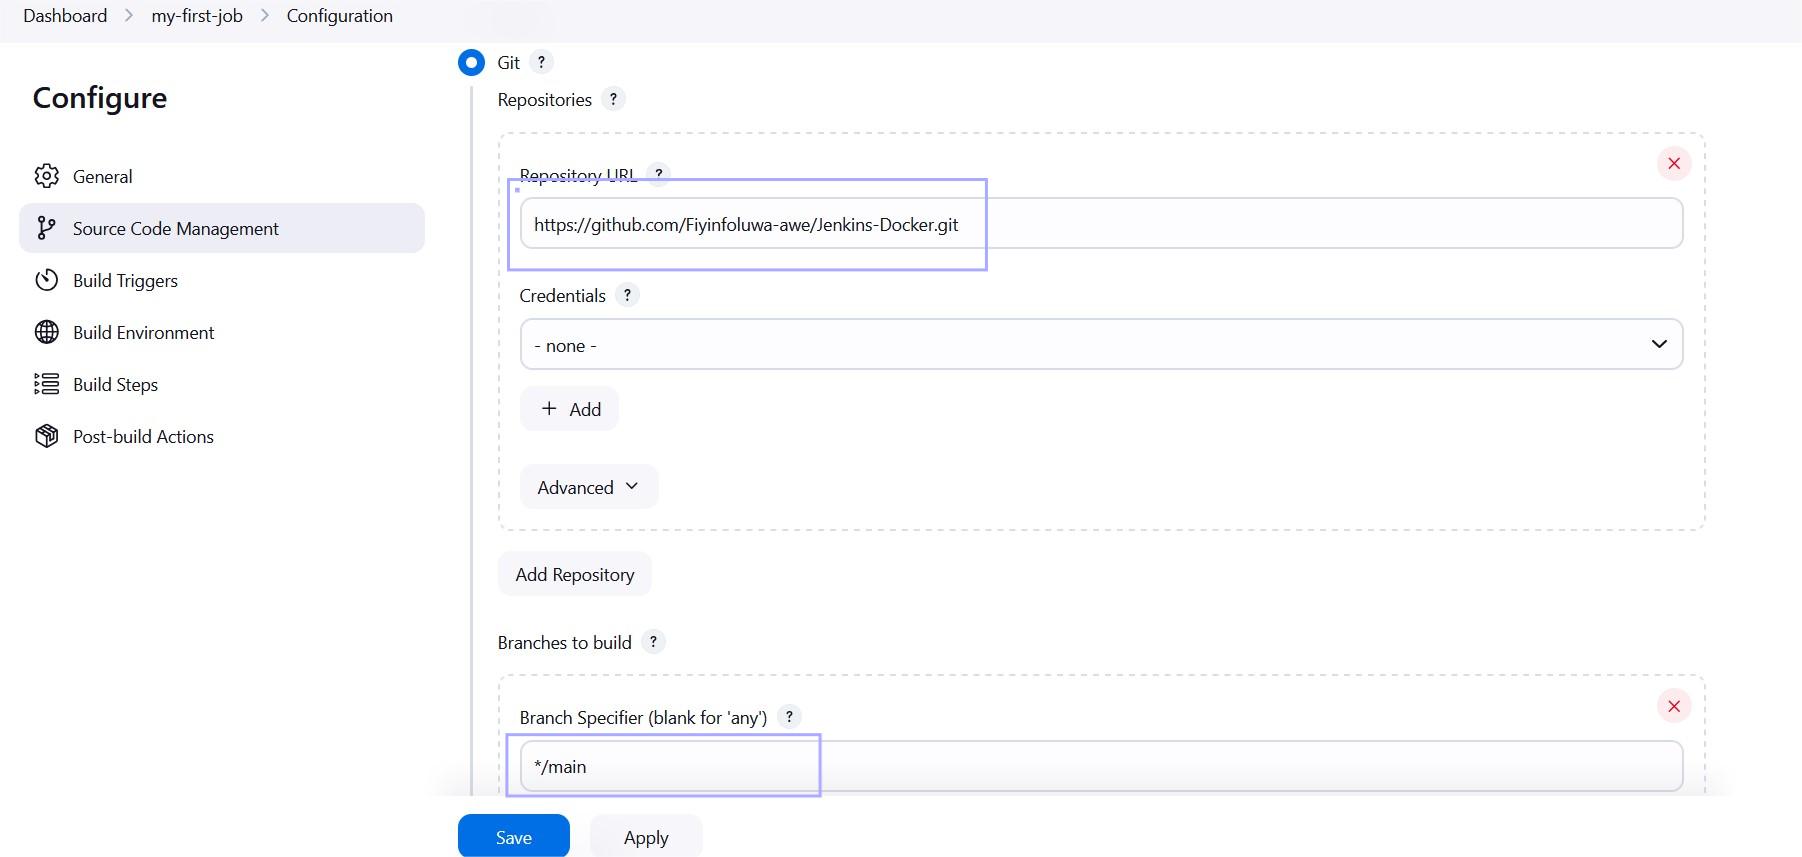 Dashboard > my-first-job > Configuration
Configure
General
Source Code Management
Build Triggers
Build Environment
Build Steps
Post-build Actions
Git ?
Repositories ?
Repository URL ?
https://github.com/Fiyinfoluwa-awe/Jenkins-Docker.git
Credentials ?
- none -
+ Add
Advanced
Add Repository
Branches to build ?
Branch Specifier (blank for 'any') ?
*/main
Save Apply